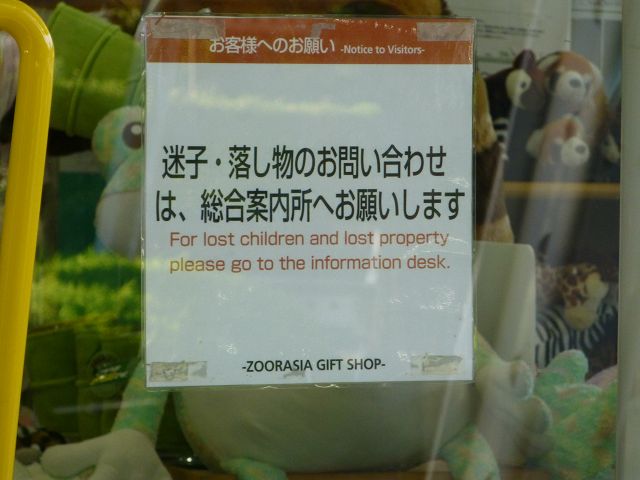 お客様へのお願い -Notice to Visitors-
迷子・落し物のお問い合わせ
は、総合案内所へお願いします
For lost children and lost property
please go to the information desk.
-ZOORASIA GIFT SHOP-